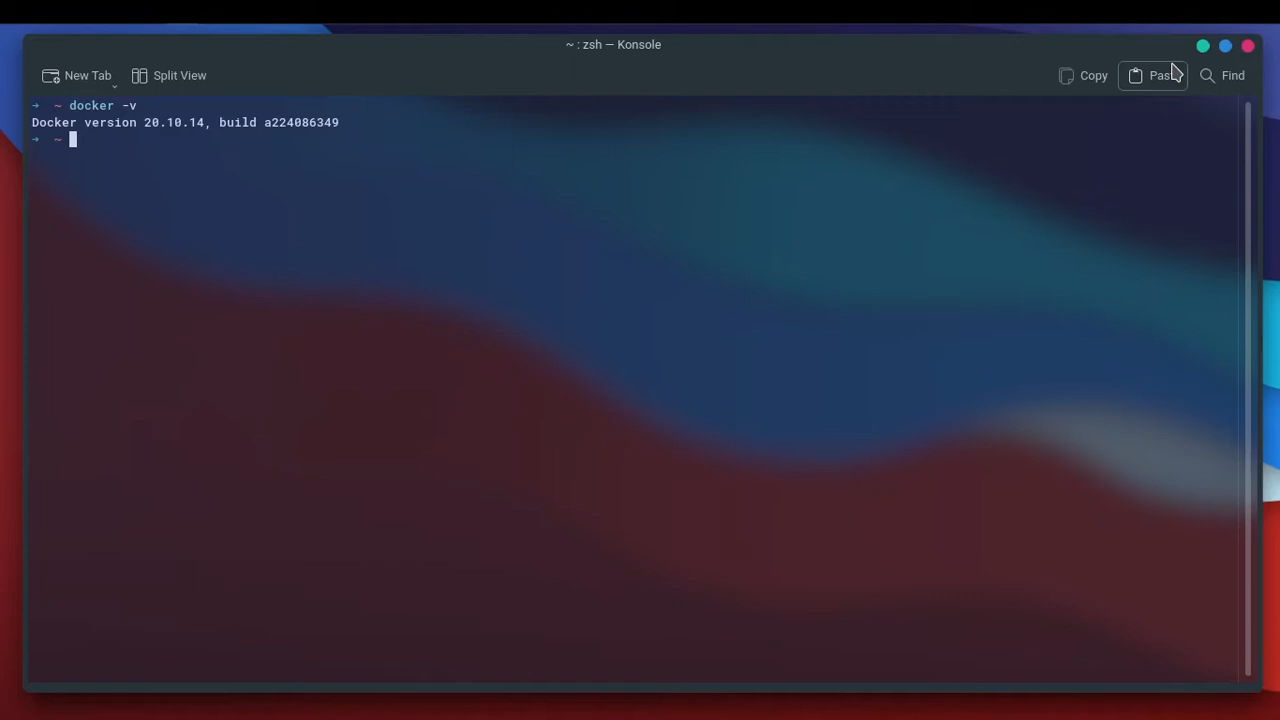 ~ : zsh — Konsole
New Tab Split View Copy Find
➜ ~ docker -v
Docker version 20.10.14, build a224086349
➜ ~